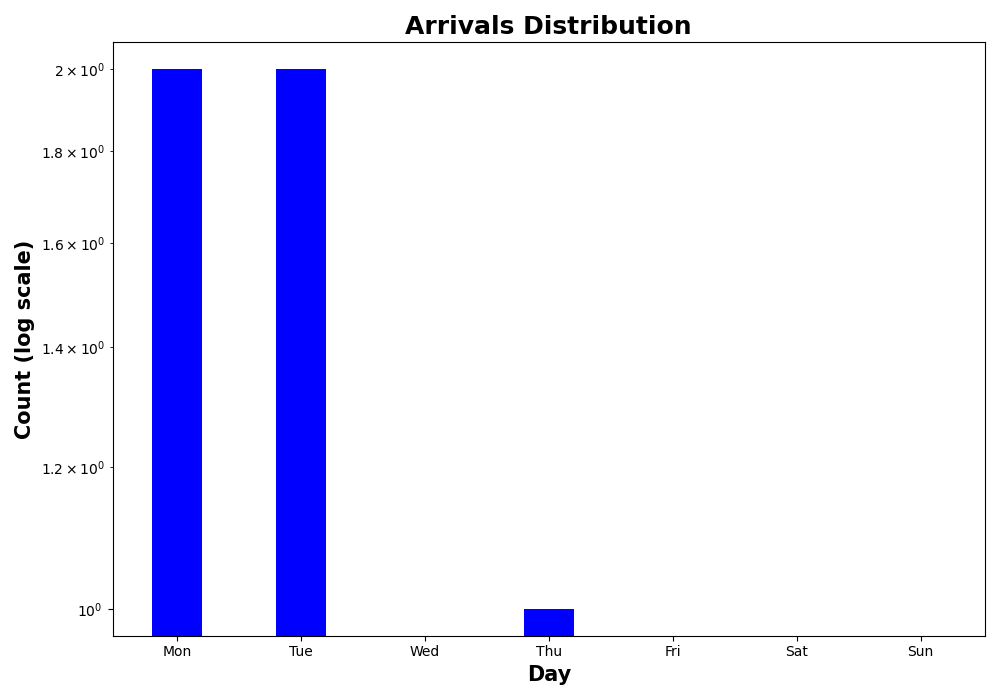 Arrivals Distribution
Count (log scale)
2 × 10⁰
1.8 × 10⁰
1.6 × 10⁰
1.4 × 10⁰
1.2 × 10⁰
10⁰
Mon Tue Wed Thu Fri Sat Sun
Day